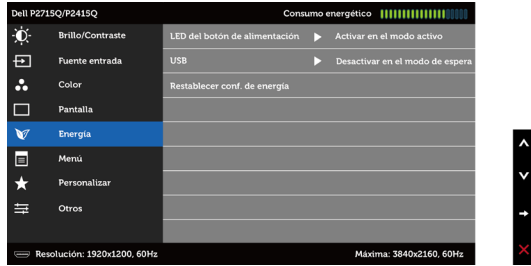 Dell P2715Q/P2415Q Consumo energético
Brillo/Contraste
Fuente entrada
Color
Pantalla
Energía
Menú
Personalizar
Otros
LED del botón de alimentación Activar en el modo activo
USB Desactivar en el modo de espera
Restablecer conf. de energía
Resolución: 1920x1200, 60Hz Máxima: 3840x2160, 60Hz